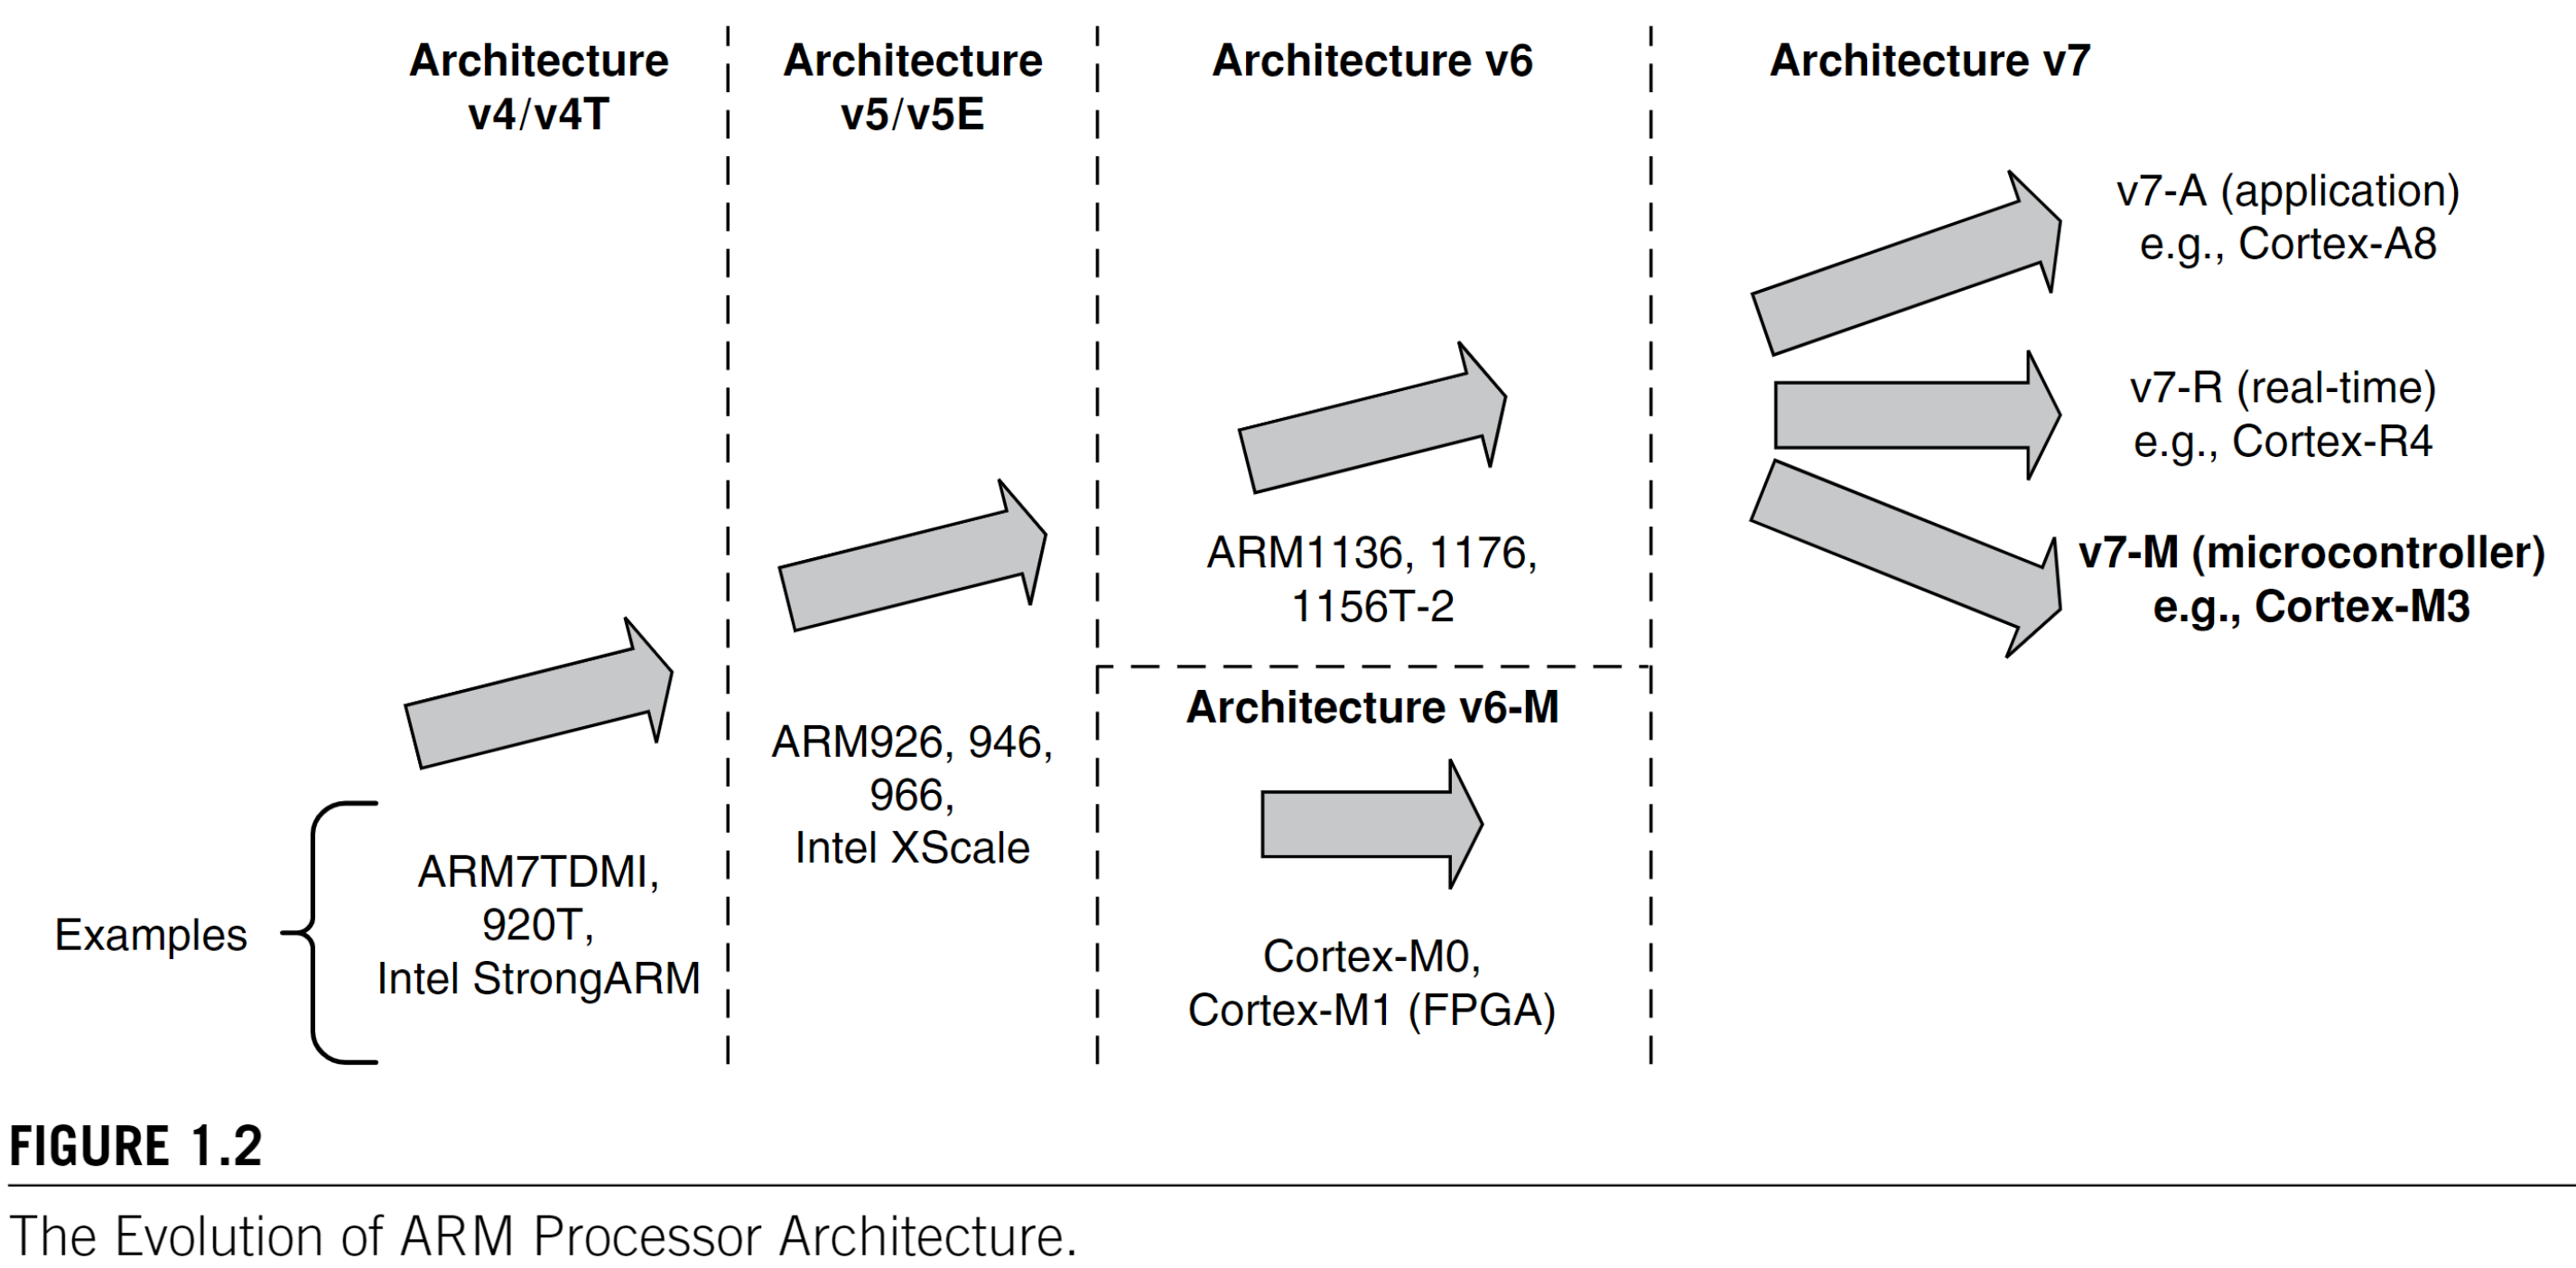 Architecture
v4/v4T
Architecture
v5/v5E
Architecture v6
Architecture v7
v7-A (application)
e.g., Cortex-A8
v7-R (real-time)
e.g., Cortex-R4
v7-M (microcontroller)
e.g., Cortex-M3
ARM1136, 1176,
1156T-2
Architecture v6-M
Cortex-M0,
Cortex-M1 (FPGA)
ARM926, 946,
966,
Intel XScale
Examples
ARM7TDMI,
920T,
Intel StrongARM
FIGURE 1.2
The Evolution of ARM Processor Architecture.